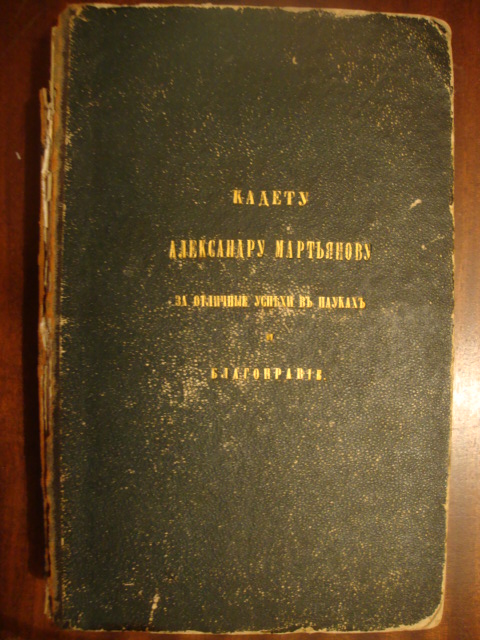 КАДЕТУ
АЛЕКСАНДРУ МАРТЬЯНОВУ
ЗА ОТЛИЧНЫЕ УСПѢХИ ВЪ НАУКАХЪ
И
БЛАГОНРАВІЕ.